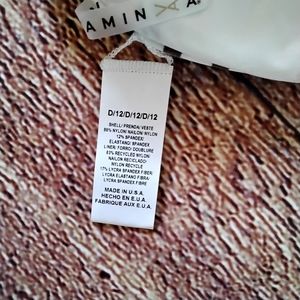 AMIN
A.
D/12/D/12/D/12
SHELL/ PRENDA/ VESTE
88% NYLON/ NAILON/ NYLON
12% SPANDEX/
ELASTANO/ SPANDEX
LINER/ FORRO/ DOUBLURE
83% RECYCLED NYLON/
NAILON RECICLADO/
NYLON RECYCLE
17% LYCRA SPANDEX FIBER/
LYCRA ELASTANO FIBER/
LYCRA SPANDEX FIBRE
MADE IN U.S.A.
HECHO EN E.U.A.
FABRIQUE AUX E.U.A.